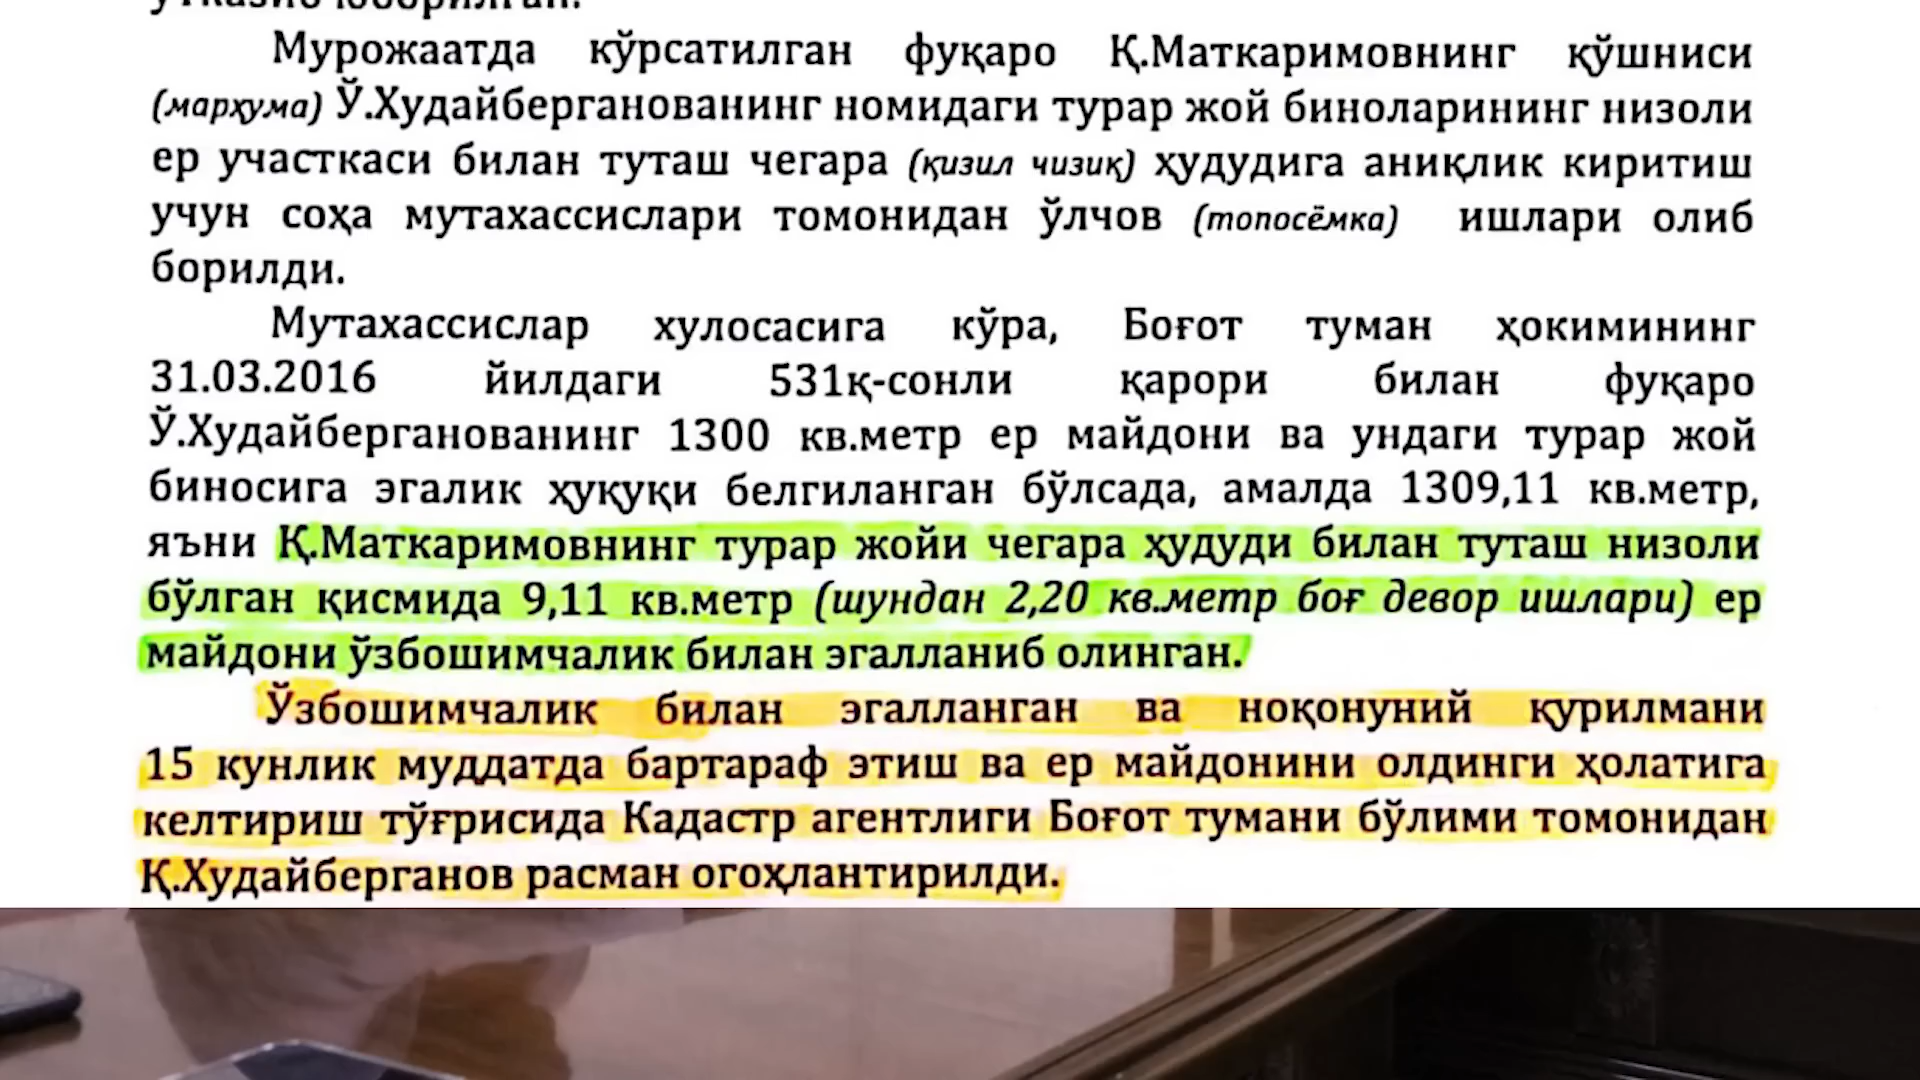 Мурожаатда кўрсатилган фуқаро Қ.Маткаримовнинг қўшниси
(марҳума) Ў.Худайбергановaнинг номидаги турар жой биноларининг низоли
ер участкаси билан туташ чегара (қизил чизиқ) ҳудудига аниқлик киритиш
учун соҳа мутахассислари томонидан ўлчов (топосёмка) ишлари олиб
борилди.
Мутахассислар хулосасига кўра, Боғот туман ҳокимининг
31.03.2016 йилдаги 531қ-сонли қарори билан фуқаро
Ў.Худайбергановaнинг 1300 кв.метр ер майдони ва ундаги турар жой
биносига эгалик ҳуқуқи белгиланган бўлсада, амалда 1309,11 кв.метр,
яъни Қ.Маткаримовнинг турар жойи чегара ҳудуди билан туташ низоли
бўлган қисмида 9,11 кв.метр (шундан 2,20 кв.метр боғ девор ишлари) ер
майдони ўзбошимчалик билан эгалланиб олинган.
Ўзбошимчалик билан эгалланган ва ноқонуний қурилмани
15 кунлик муддатда бартараф этиш ва ер майдонини олдинги ҳолатига
келтириш тўғрисида Кадастр агентлиги Боғот тумани бўлими томонидан
Қ.Худайберганов расман огоҳлантирилди.